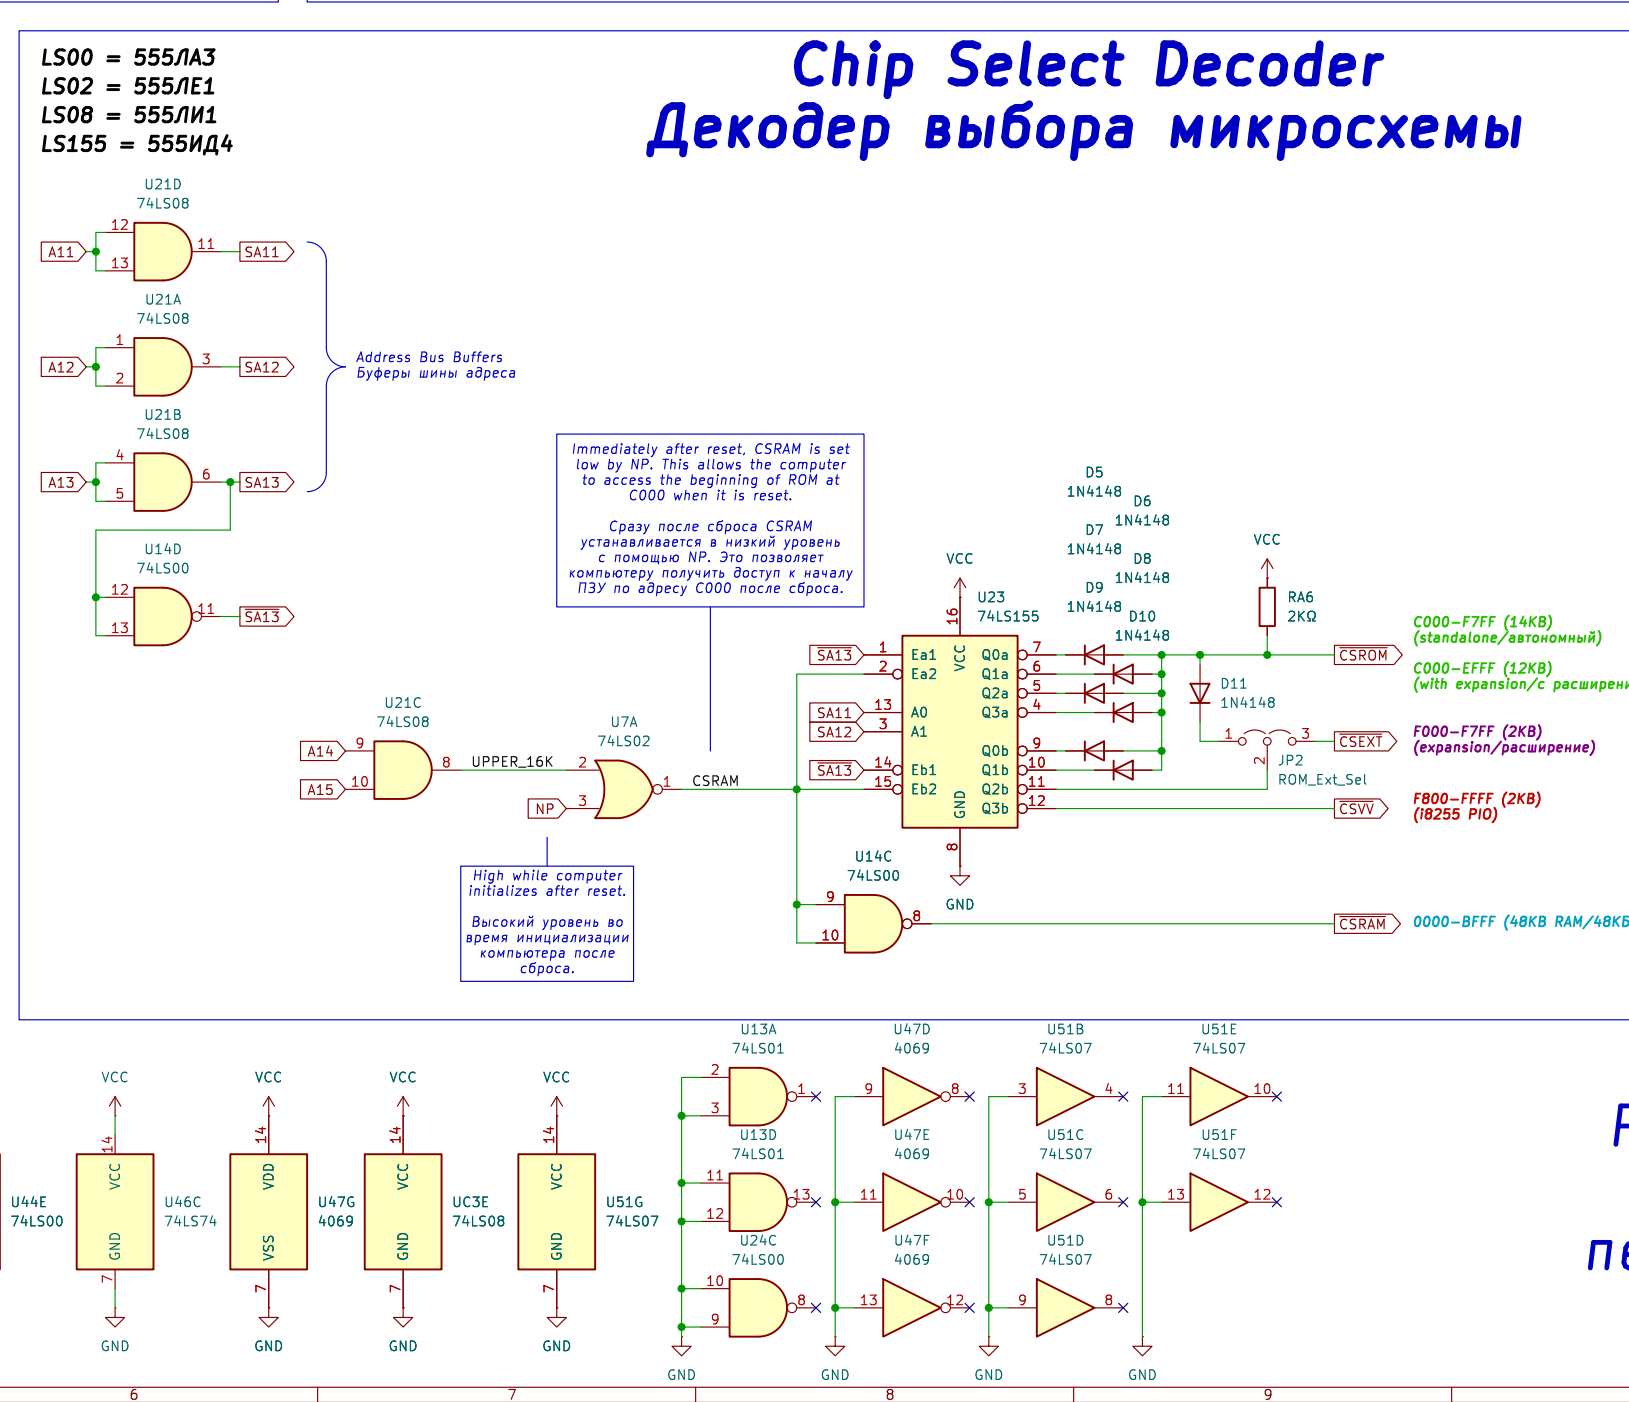 LS00 = 555ЛА3
LS02 = 555ЛЕ1
LS08 = 555ЛИ1
LS155 = 555ИД4
Chip Select Decoder
Декодер выбора микросхемы
U21D
74LS08
A11
12
13
11
SA11
U21A
74LS08
A12
1
2
3
SA12
Address Bus Buffers
Буферы шины адреса
U21B
74LS08
A13
4
5
6
SA13
U14D
74LS00
12
13
11
SA13
Immediately after reset, CSRAM is set
low by NP. This allows the computer
to access the beginning of ROM at
C000 when it is reset.
Сразу после сброса CSRAM
устанавливается в низкий уровень
с помощью NP. Это позволяет
компьютеру получить доступ к началу
ПЗУ по адресу C000 после сброса.
U21C
74LS08
A14
A15
9
10
8
UPPER_16K
U7A
74LS02
2
3
1
NP
CSRAM
High while computer
initializes after reset.
Высокий уровень во
время инициализации
компьютера после
сброса.
VCC
16
U23
74LS155
SA13
1
Ea1
2
Ea2
SA11
13
A0
SA12
3
A1
SA13
14
Eb1
15
Eb2
VCC
GND
Q0a
7
Q1a
6
Q2a
5
Q3a
4
Q0b
9
Q1b
10
Q2b
11
Q3b
12
8
GND
D5
1N4148
D6
1N4148
D7
1N4148
D8
1N4148
D9
1N4148
D10
1N4148
VCC
RA6
2KΩ
D11
1N4148
1
2
3
JP2
ROM_Ext_Sel
CSROM
C000-F7FF (14KB)
(standalone/автономный)
C000-EFFF (12KB)
(with expansion/с расширени
CSEXT
F000-F7FF (2KB)
(expansion/расширение)
CSVV
F800-FFFF (2KB)
(i8255 PIO)
U14C
74LS00
9
10
8
CSRAM
0000-BFFF (48KB RAM/48КБ
VCC
14
VCC
GND
7
GND
U44E
74LS00
U46C
74LS74
VCC
14
VDD
VSS
7
GND
U47G
4069
VCC
14
VCC
GND
7
GND
UC3E
74LS08
VCC
14
VCC
GND
7
GND
U51G
74LS07
U13A
74LS01
2
3
1
U13D
74LS01
11
12
13
U24C
74LS00
10
9
8
GND
U47D
4069
9
8
U47E
4069
11
10
U47F
4069
13
12
GND
U51B
74LS07
3
4
U51C
74LS07
5
6
U51D
74LS07
9
8
GND
U51E
74LS07
11
10
U51F
74LS07
13
12
GND
пе
6
7
8
9